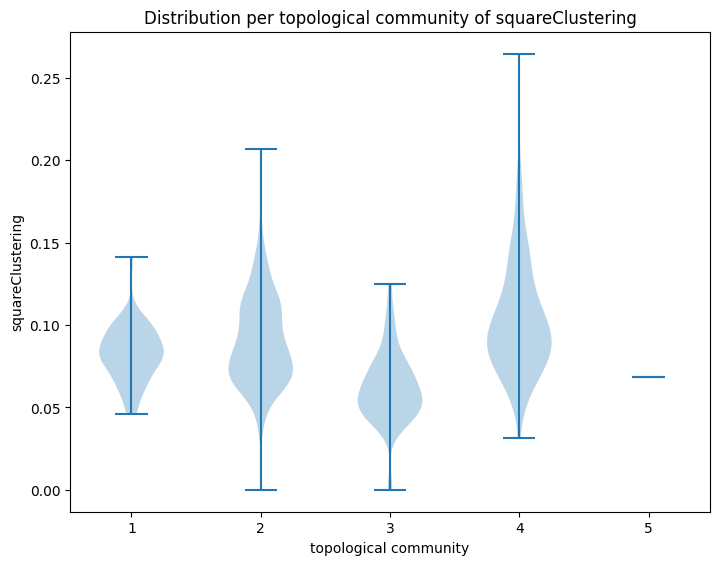 Distribution per topological community of squareClustering
squareClustering
0.25
0.20
0.15
0.10
0.05
0.00
1 2 3 4 5
topological community